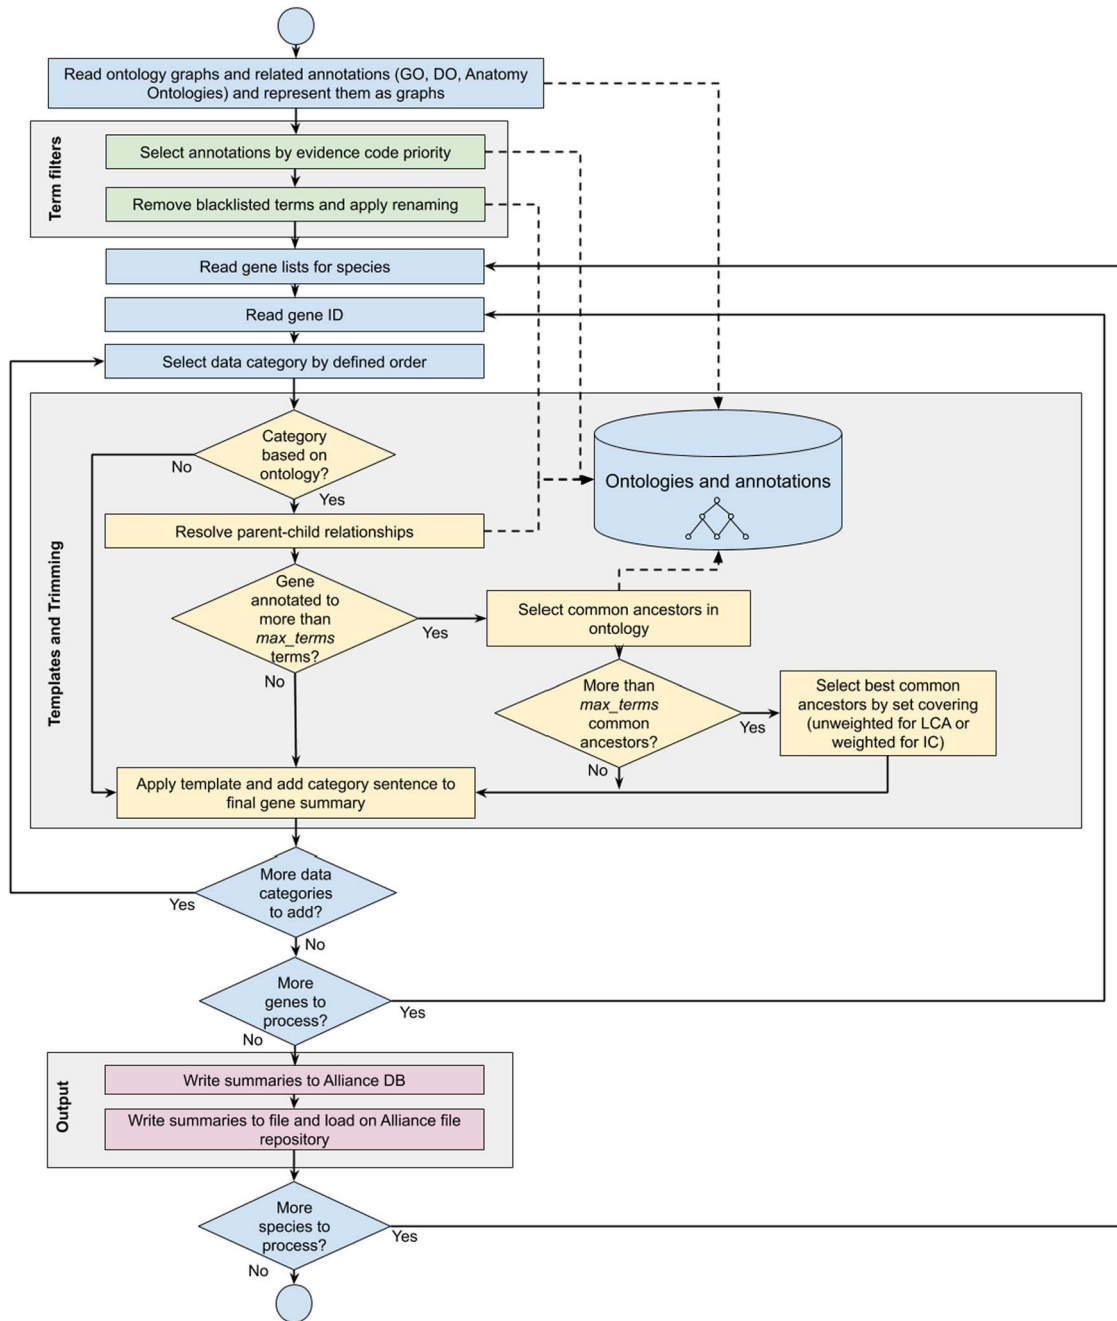 Read ontology graphs and related annotations (GO, DO, Anatomy
Ontologies) and represent them as graphs
Term filters
Select annotations by evidence code priority
Remove blacklisted terms and apply renaming
Read gene lists for species
Read gene ID
Select data category by defined order
Templates and Trimming
Category
based on
ontology?
No
Yes
Ontologies and annotations
Resolve parent-child relationships
Gene
annotated to
more than
max_terms
terms?
Yes
No
Select common ancestors in
ontology
More than
max_terms
common
ancestors?
Yes
No
Select best common
ancestors by set covering
(unweighted for LCA or
weighted for IC)
Apply template and add category sentence to
final gene summary
More data
categories
to add?
Yes
No
More
genes to
process?
Yes
No
Output
Write summaries to Alliance DB
Write summaries to file and load on Alliance file
repository
More
species to
process?
Yes
No